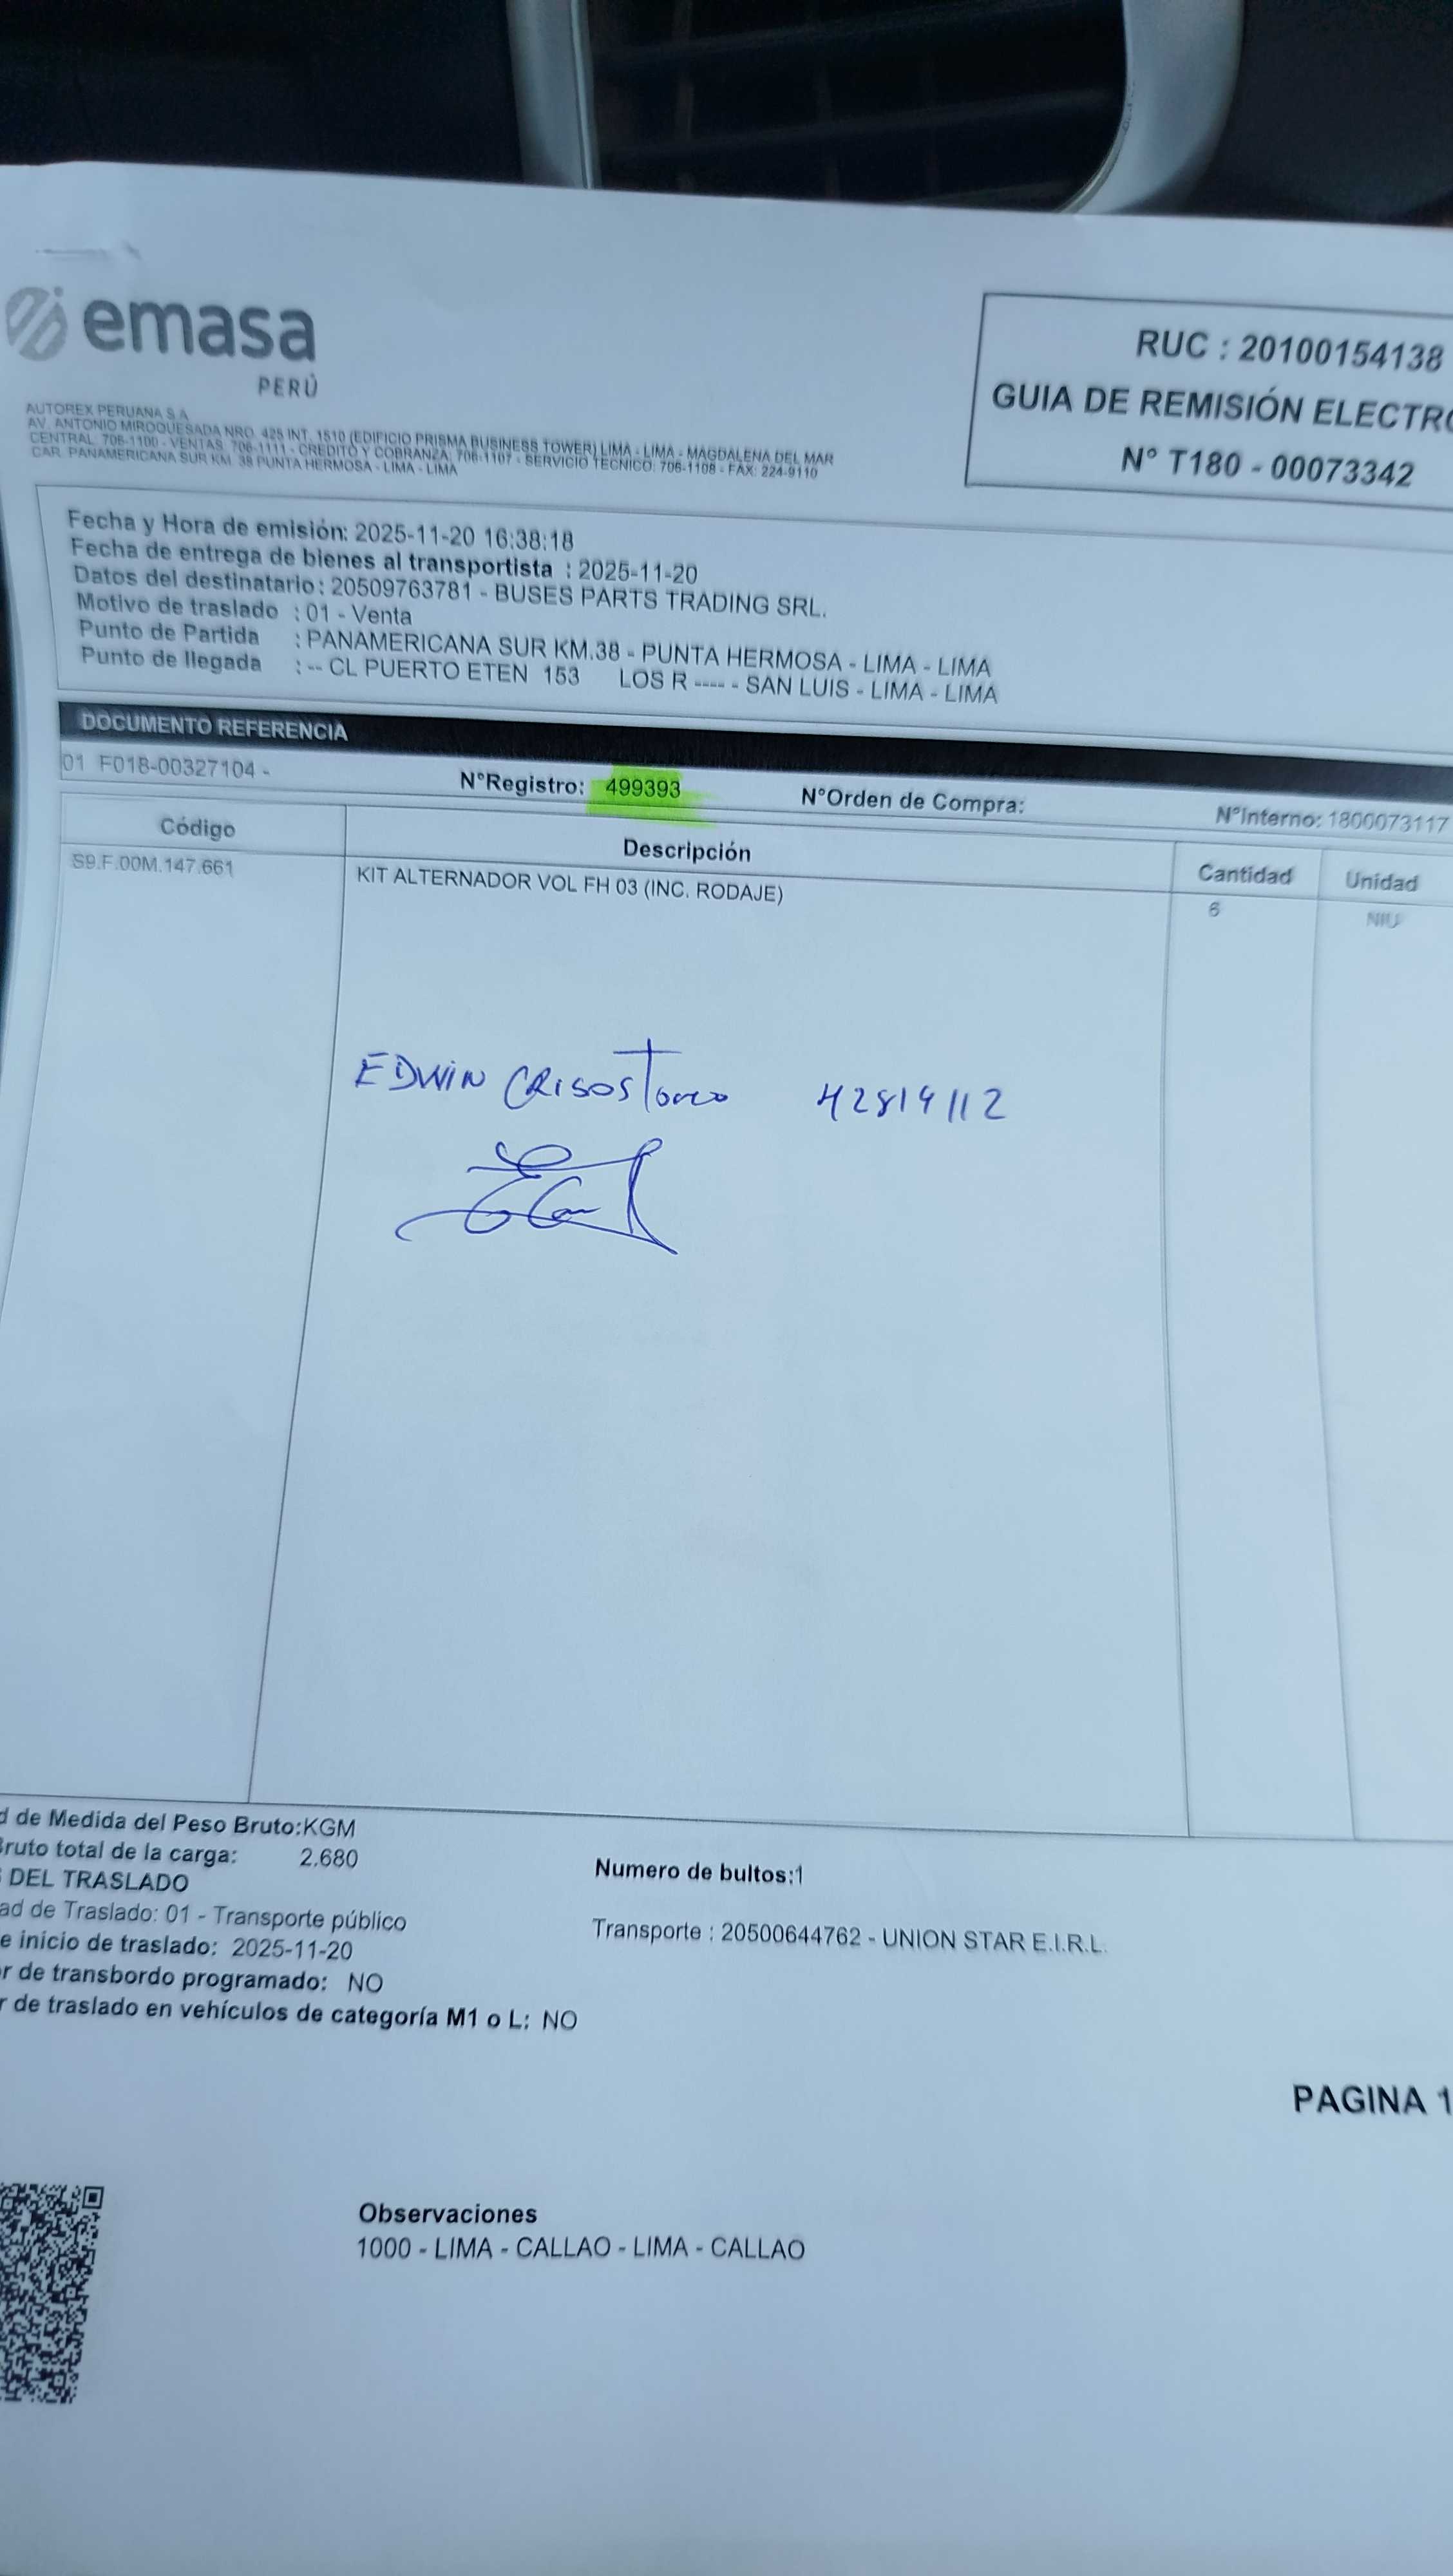 emasa
PERÚ
RUC : 20100154138
GUIA DE REMISIÓN ELECTRÓ
N° T180 - 00073342
AUTOREX PERUANA S A
AV. ANTONIO MIROQUESADA NRO. 425 INT. 1510 (EDIFICIO PRISMA BUSINESS TOWER) LIMA - LIMA - MAGDALENA DEL MAR
CENTRAL: 706-1100 - VENTAS: 706-1111 - CREDITO Y COBRANZA: 706-1107 - SERVICIO TECNICO: 706-1108 - FAX: 224-9110
CAR. PANAMERICANA SUR KM. 38 PUNTA HERMOSA - LIMA - LIMA
Fecha y Hora de emisión: 2025-11-20 16:38:18
Fecha de entrega de bienes al transportista : 2025-11-20
Datos del destinatario : 20509763781 - BUSES PARTS TRADING SRL.
Motivo de traslado : 01 - Venta
Punto de Partida : PANAMERICANA SUR KM.38 - PUNTA HERMOSA - LIMA - LIMA
Punto de llegada : -- CL PUERTO ETEN 153 LOS R ---- - SAN LUIS - LIMA - LIMA
DOCUMENTO REFERENCIA
01 F018-00327104 - N°Registro: 499393 N°Orden de Compra: N°Interno: 1800073117
Código Descripción Cantidad Unidad
S9.F.00M.147.661 KIT ALTERNADOR VOL FH 03 (INC. RODAJE) 6 NIU
EDWIN CRISOSTOMO 42819112
d de Medida del Peso Bruto:KGM
Bruto total de la carga: 2.680 Numero de bultos:1
S DEL TRASLADO
ad de Traslado: 01 - Transporte público Transporte : 20500644762 - UNION STAR E.I.R.L.
e inicio de traslado: 2025-11-20
r de transbordo programado: NO
r de traslado en vehículos de categoría M1 o L: NO
PAGINA 1
Observaciones
1000 - LIMA - CALLAO - LIMA - CALLAO